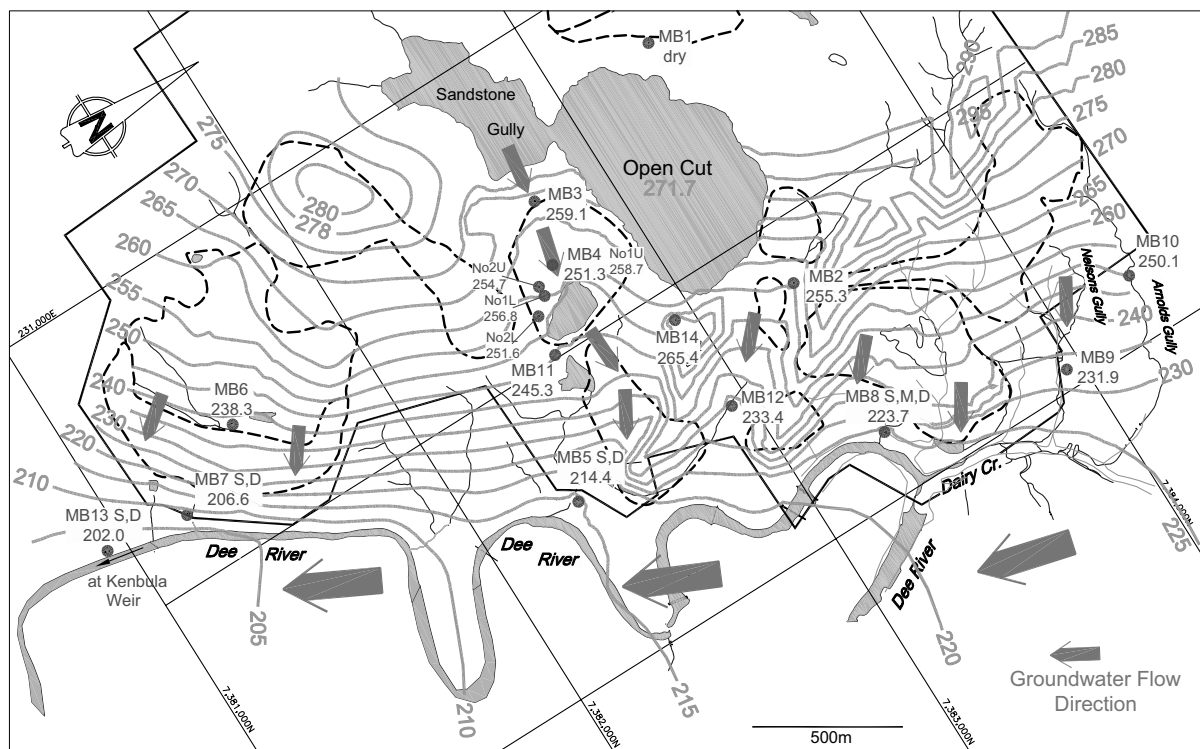 MB1
dry
285
290
280
Sandstone
275
295
N
Gully
270
275
Open Cut
271.7
265
270
280
278
MB3
259.1
260
265
MB10
250.1
MB4
251.3
No1U
258.7
260
No2U
254.7
MB2
255.3
Nelsons Gully
Arnolds Gully
255
No1L
256.8
231,000E
240
250
No2L
251.6
MB14
265.4
MB11
245.3
MB9
231.9
230
240
MB6
238.3
MB12
233.4
MB8 S,M,D
223.7
230
220
MB5 S,D
214.4
210
MB7 S,D
206.6
Dairy Cr.
7,384,000N
MB13 S,D
202.0
225
Dee
River
Dee
River
at Kenbula
Weir
Dee River
205
220
Groundwater Flow
Direction
215
210
7,381,000N
7,382,000N
7,383,000N
500m